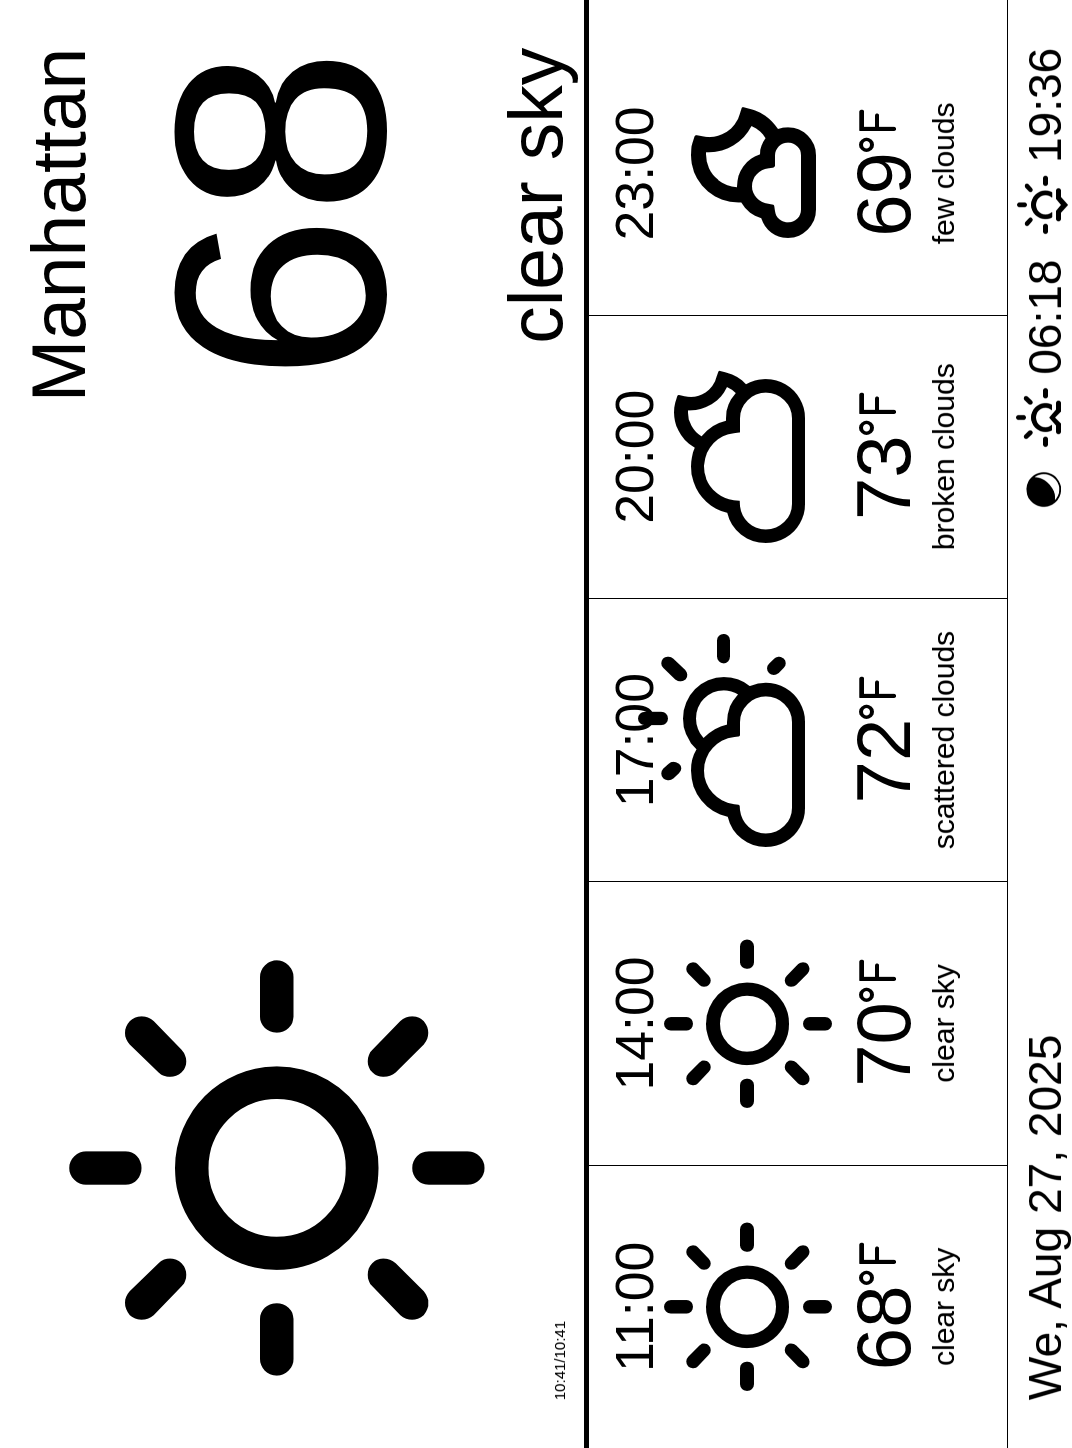 Manhattan
68
clear sky
10:41/10:41
11:00
68°F
clear sky
14:00
70°F
clear sky
17:00
72°F
scattered clouds
20:00
73°F
broken clouds
23:00
69°F
few clouds
We, Aug 27, 2025
06:18
19:36